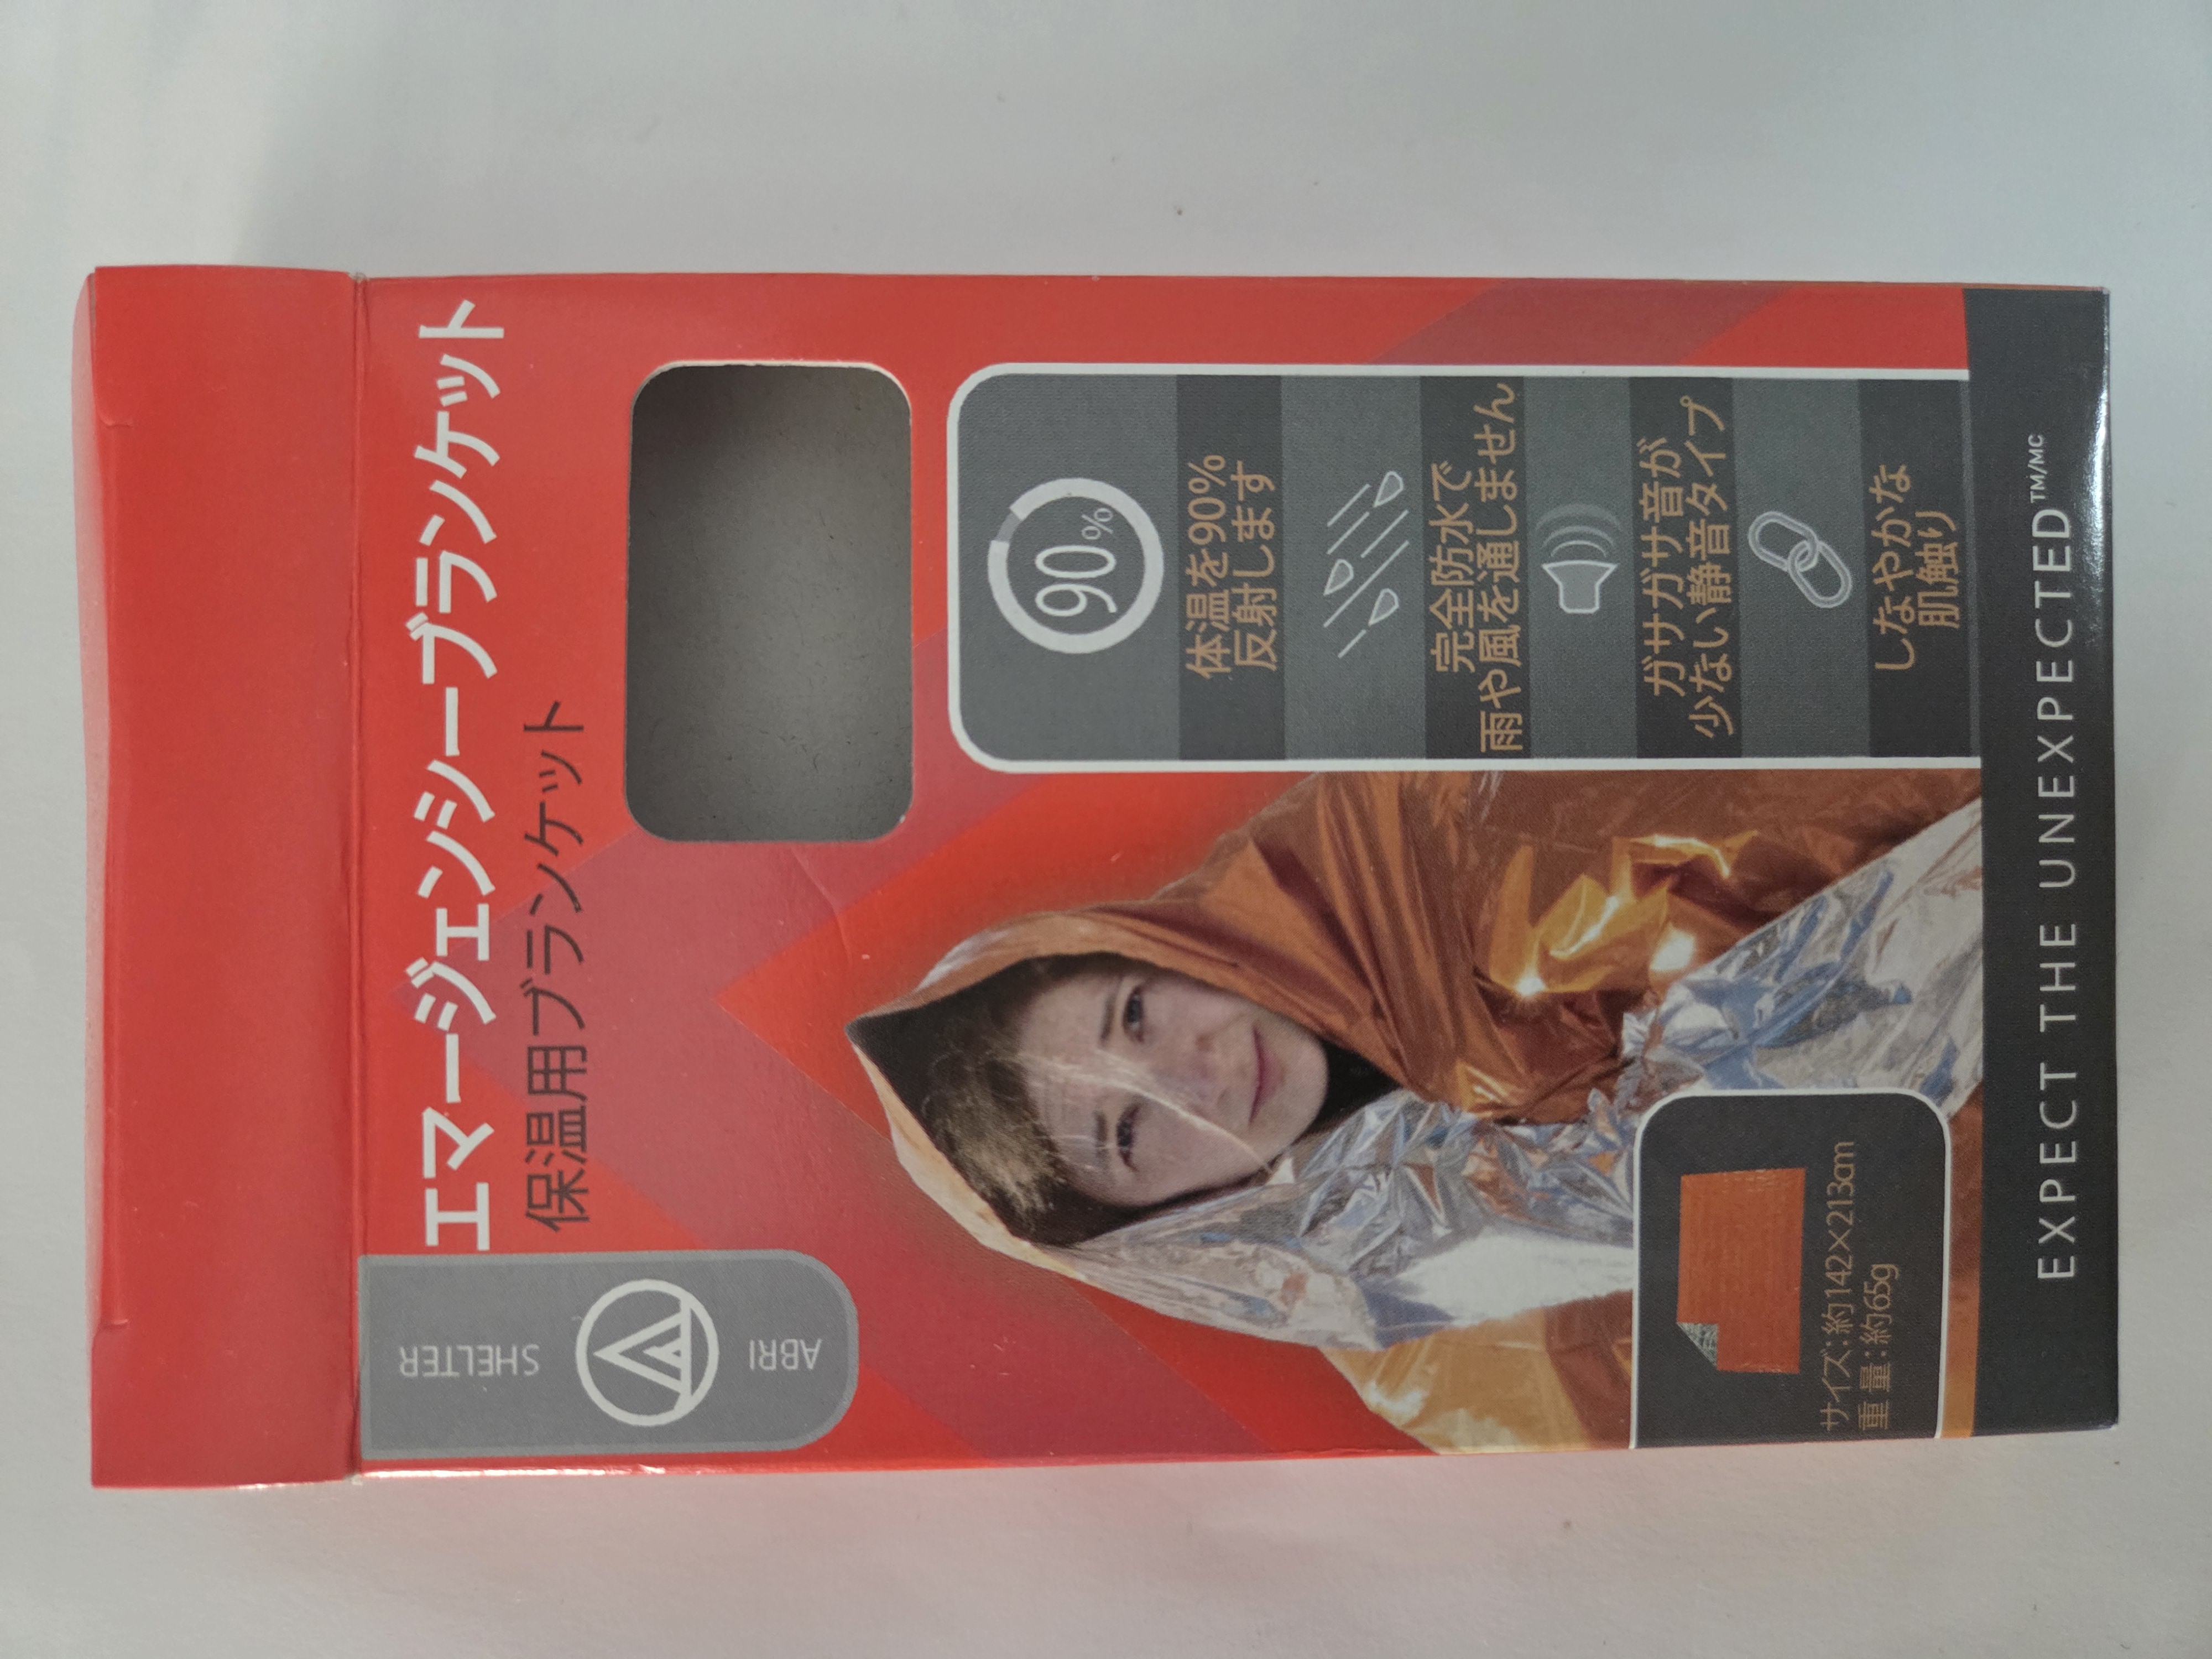 SHELTER
ABRI
エマージェンシーブランケット
保温用ブランケット
90%
体温を90%
反射します
完全防水で
雨や風を通しません
ガサガサ音が
少ない静音タイプ
しなやかな
肌触り
サイズ:約142×213cm
重 量:約65g
EXPECT THE UNEXPECTED™/MC